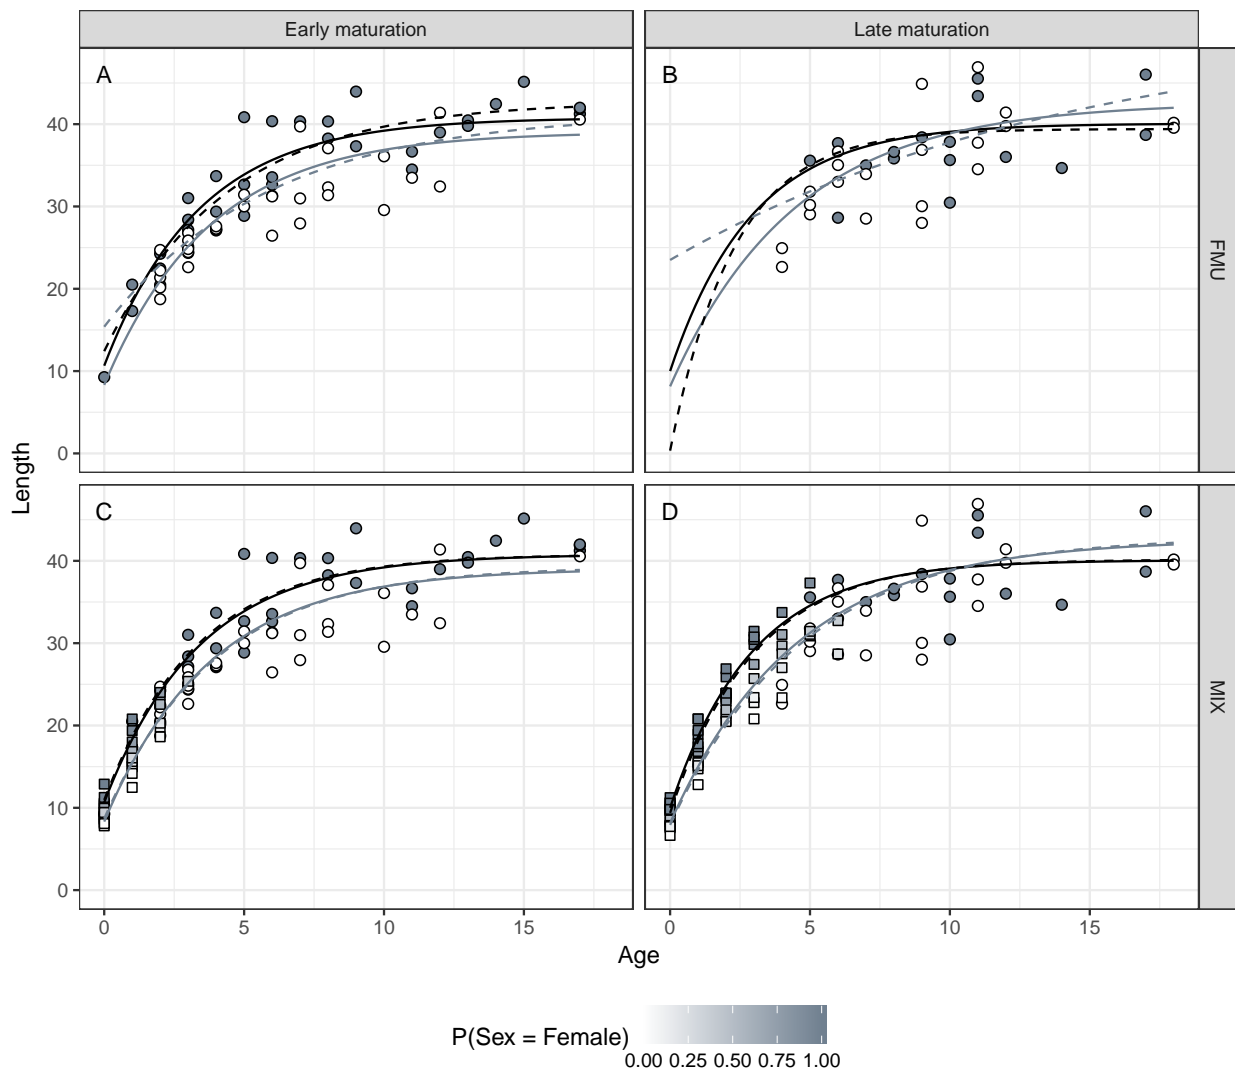 Early maturation
Late maturation
A
B
40
30
20
10
0
FMU
Length
C
D
40
30
20
10
0
MIX
0 5 10 15
0 5 10 15
Age
P(Sex = Female)
0.00 0.25 0.50 0.75 1.00